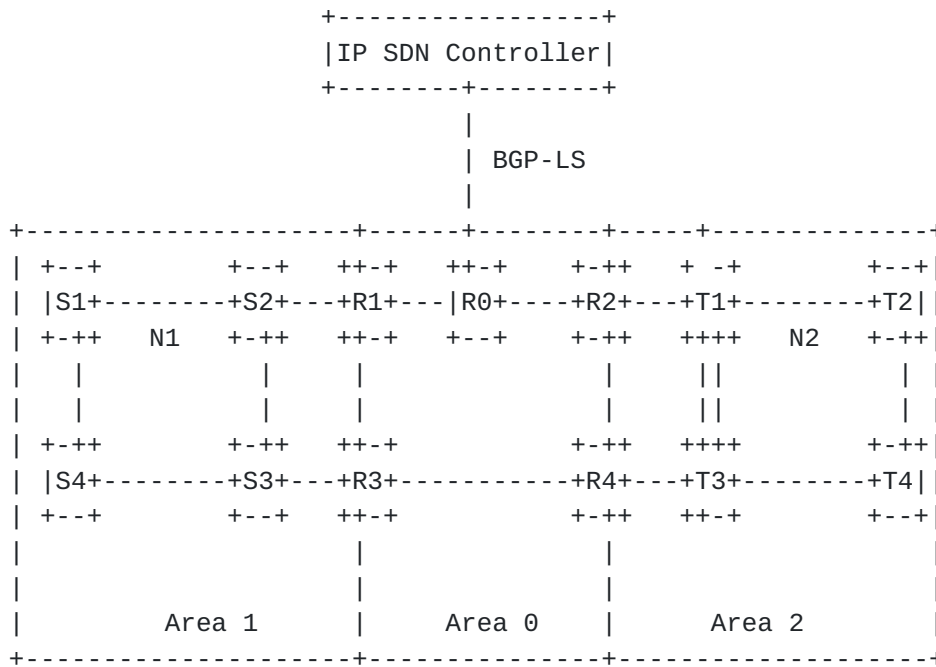 IP SDN Controller
BGP-LS
S1 S2 R1 R0 R2 T1 T2
N1 N2
S4 S3 R3 R4 T3 T4
Area 1 Area 0 Area 2